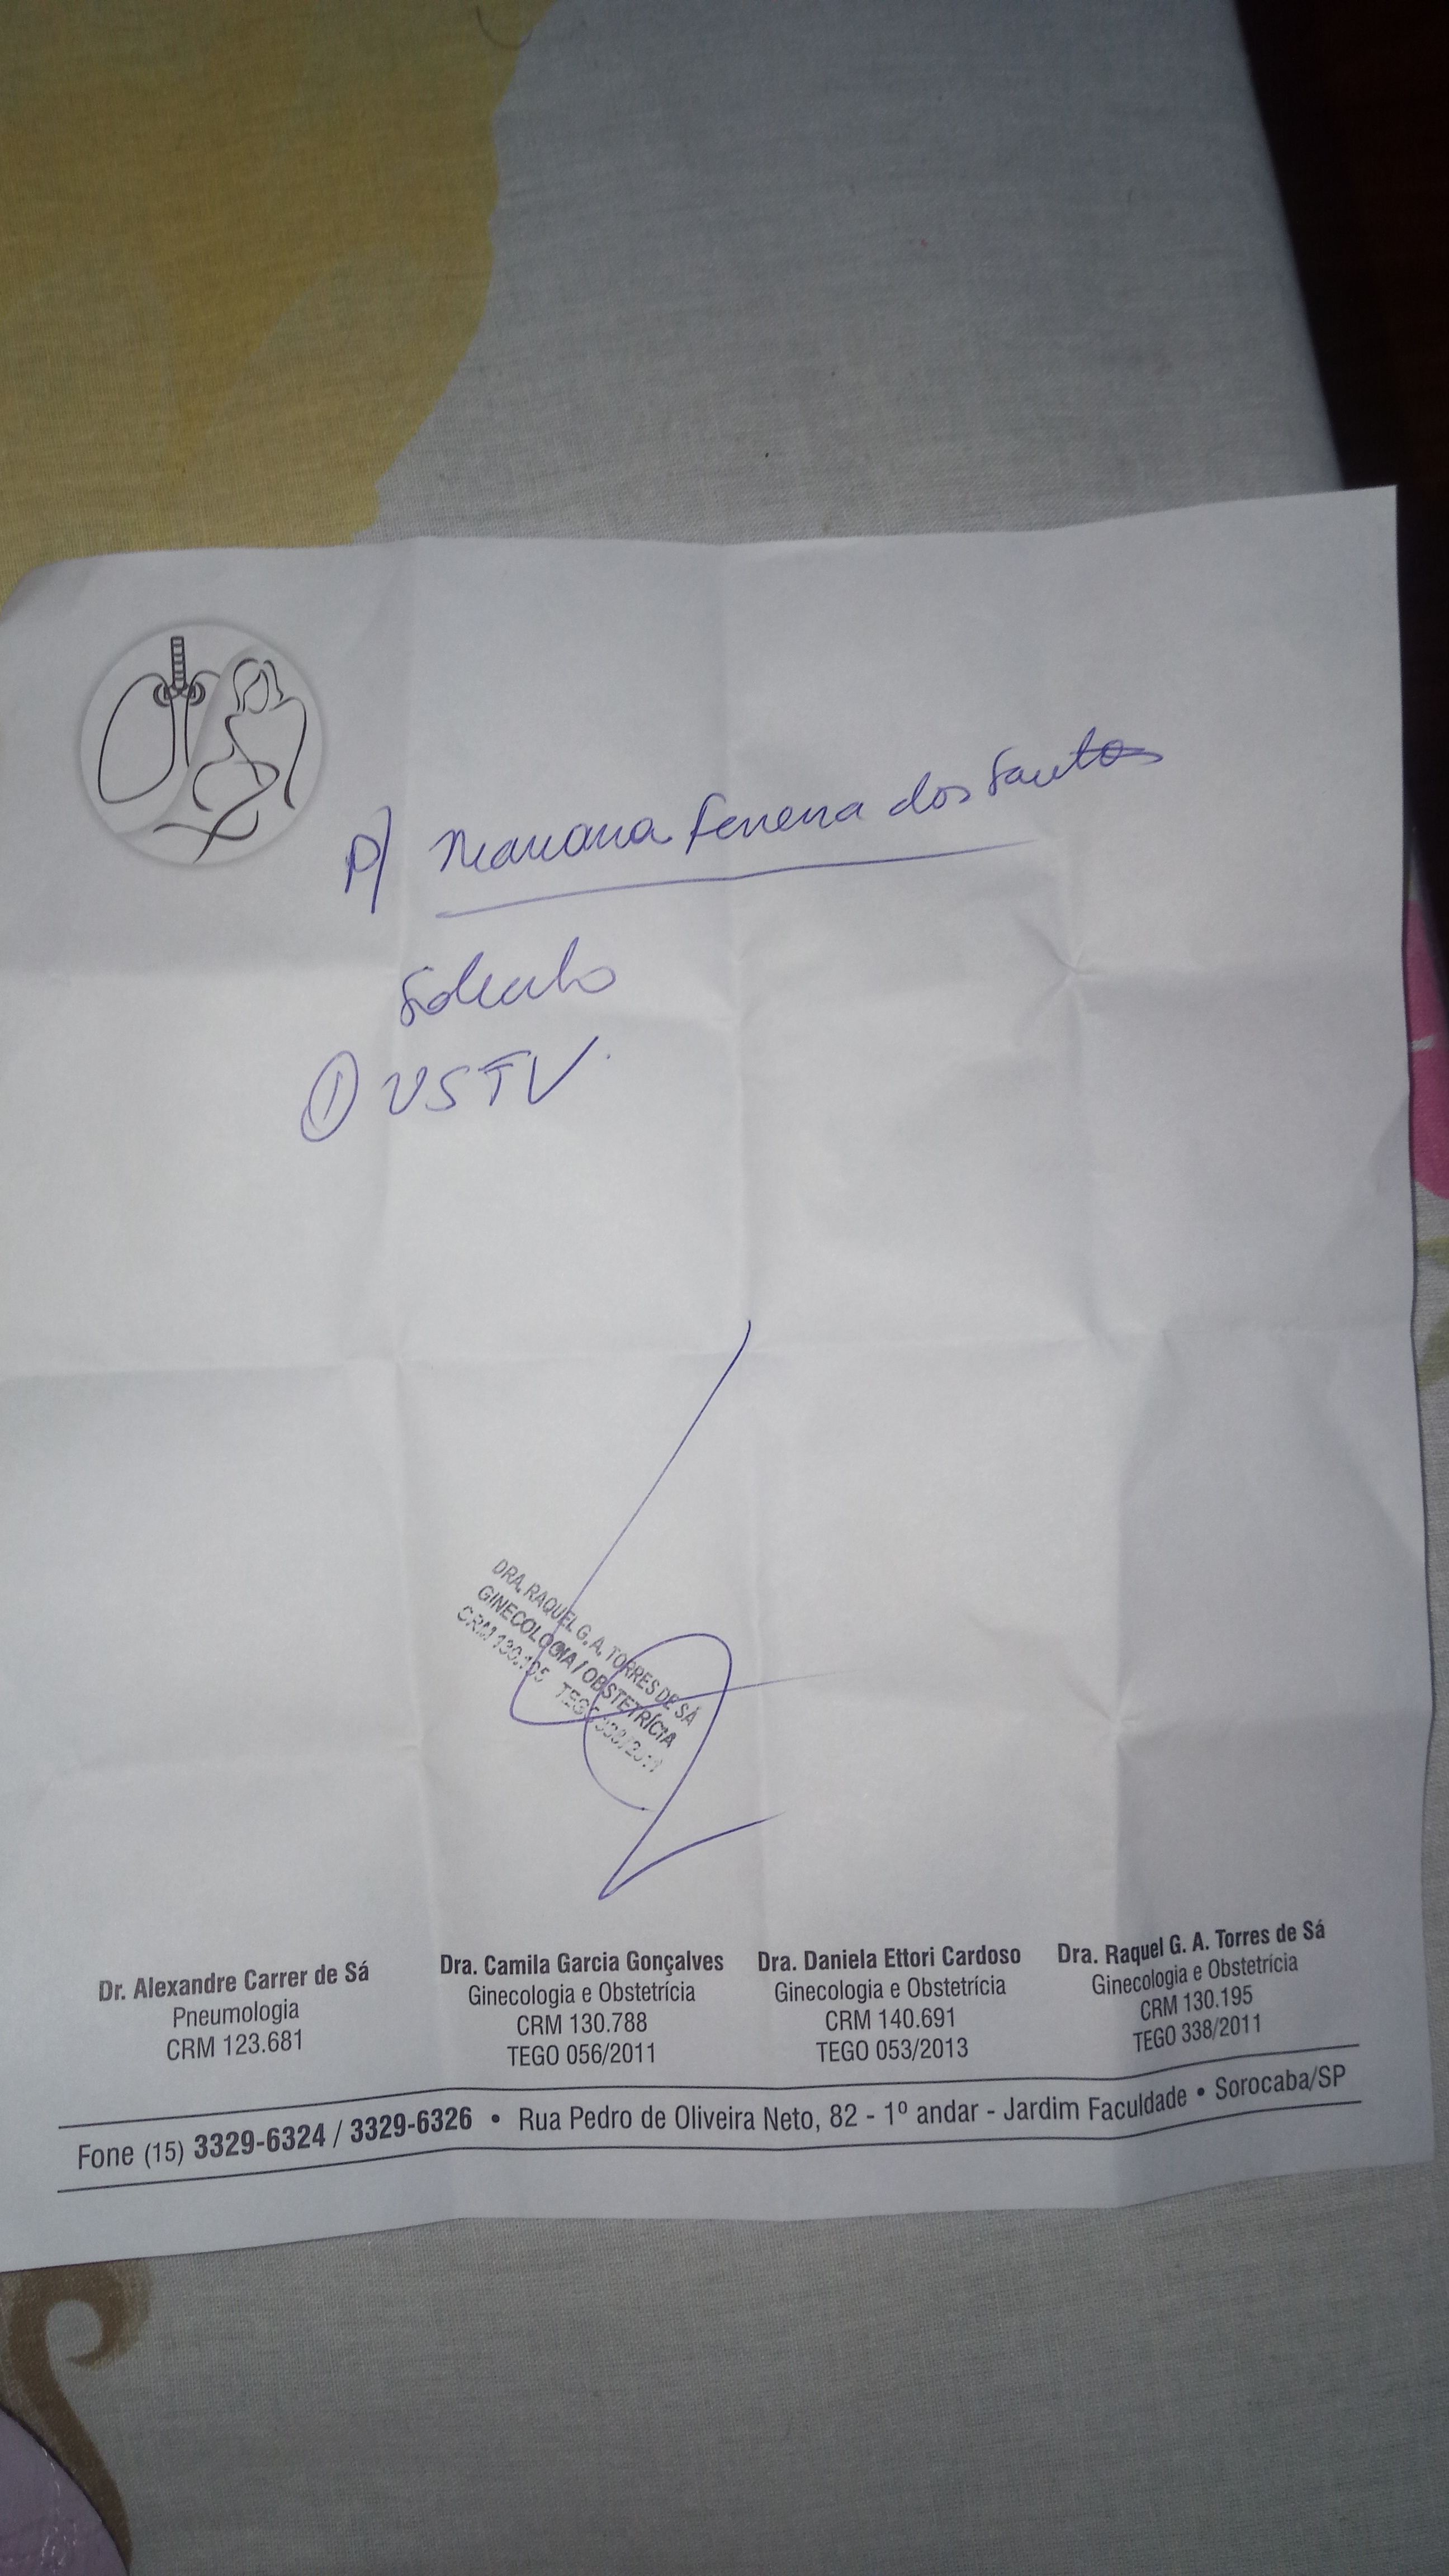 P/ Mariana Ferreira dos Santos
Solicito
① USTV.
DRA. RAQUEL G. A. TORRES DE SÁ
GINECOLOGIA / OBSTETRÍCIA
CRM 130.195 TEGO 338/2011
Dr. Alexandre Carrer de Sá
Pneumologia
CRM 123.681
Dra. Camila Garcia Gonçalves
Ginecologia e Obstetrícia
CRM 130.788
TEGO 056/2011
Dra. Daniela Ettori Cardoso
Ginecologia e Obstetrícia
CRM 140.691
TEGO 053/2013
Dra. Raquel G. A. Torres de Sá
Ginecologia e Obstetrícia
CRM 130.195
TEGO 338/2011
Fone (15) 3329-6324 / 3329-6326 • Rua Pedro de Oliveira Neto, 82 - 1º andar - Jardim Faculdade • Sorocaba/SP